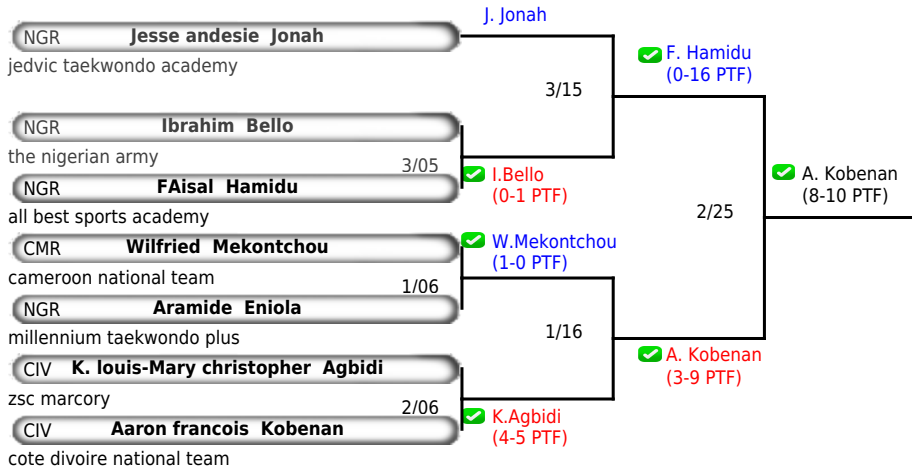 J. Jonah
NGR Jesse andesie Jonah
jedvic taekwondo academy
F. Hamidu
(0-16 PTF)
3/15
NGR Ibrahim Bello
the nigerian army
3/05
I.Bello
(0-1 PTF)
NGR FAisal Hamidu
all best sports academy
A. Kobenan
(8-10 PTF)
2/25
CMR Wilfried Mekontchou
cameroon national team
W.Mekontchou
(1-0 PTF)
1/06
NGR Aramide Eniola
millennium taekwondo plus
1/16
A. Kobenan
(3-9 PTF)
CIV K. louis-Mary christopher Agbidi
zsc marcory
2/06
K.Agbidi
(4-5 PTF)
CIV Aaron francois Kobenan
cote divoire national team